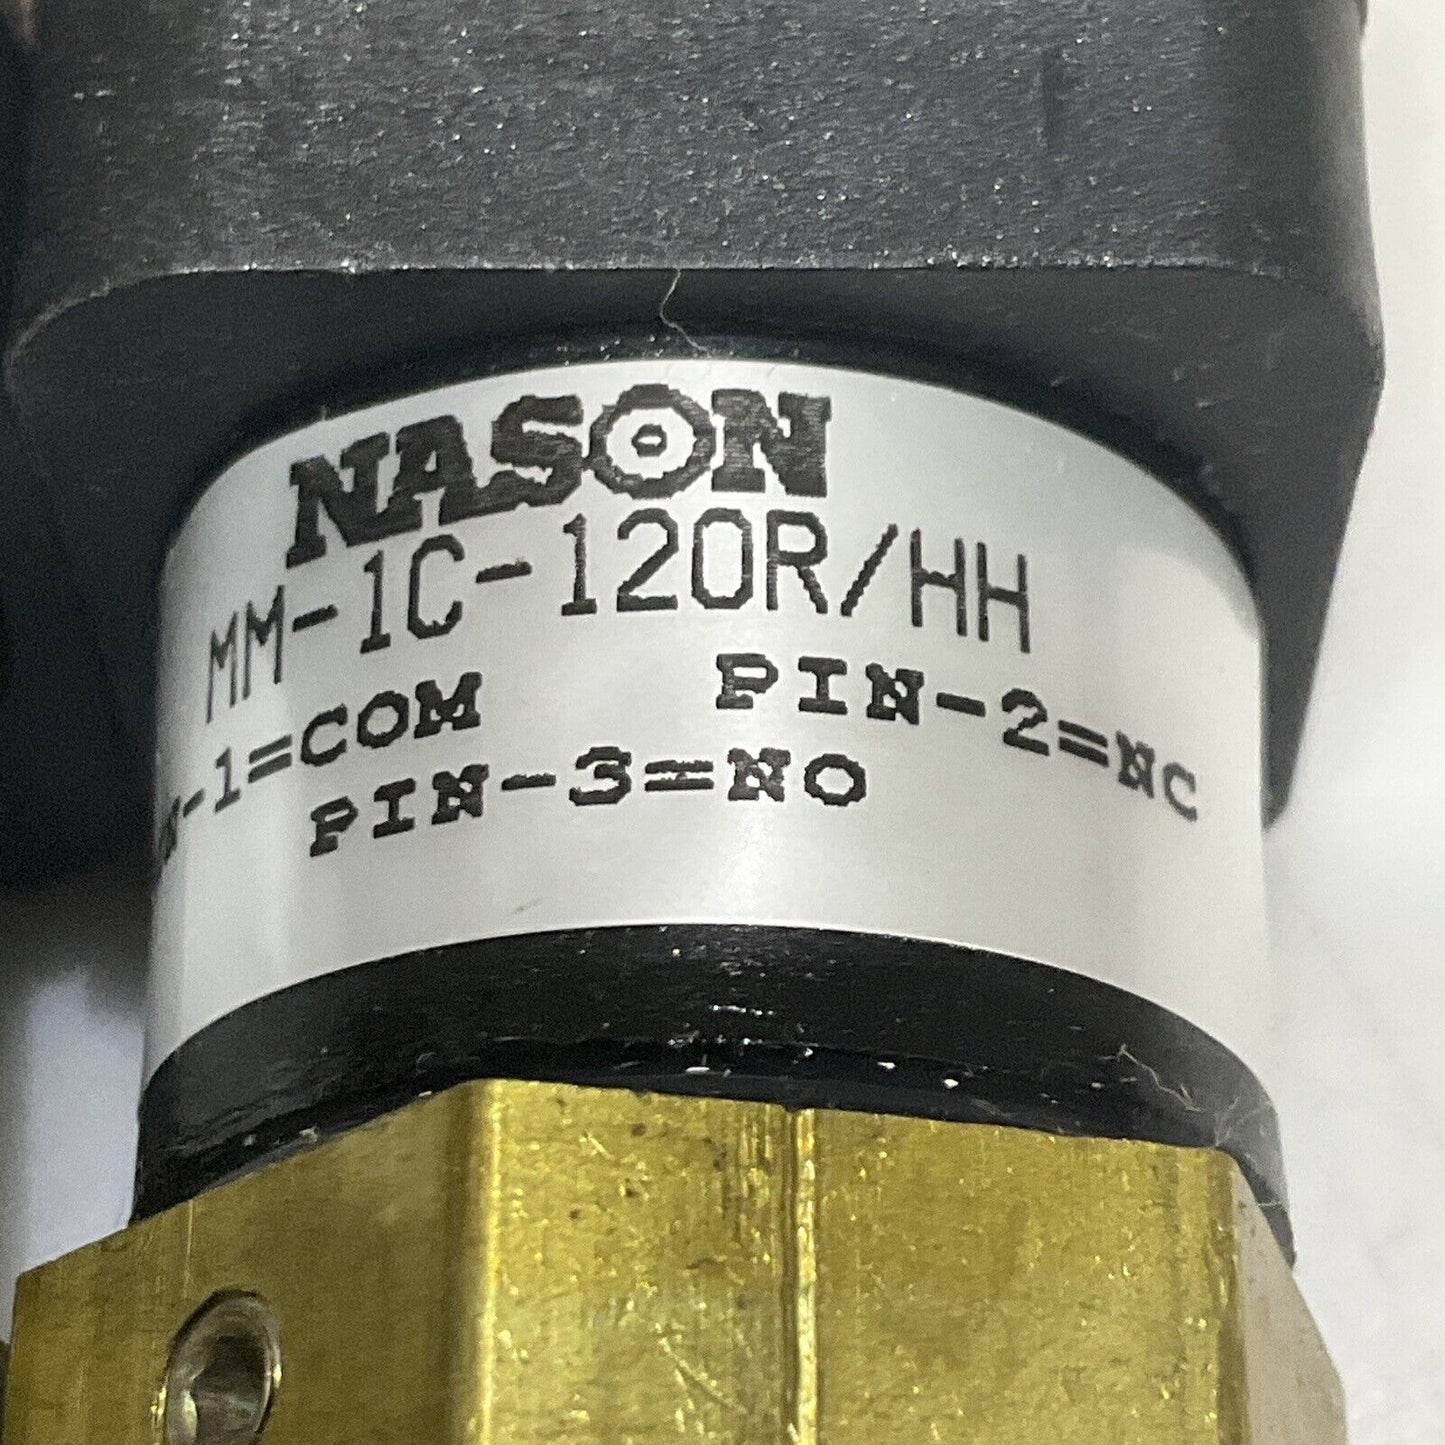 NASON
MM-1C-120R/HH
N-1=COM PIN-2=NC
PIN-3=NO